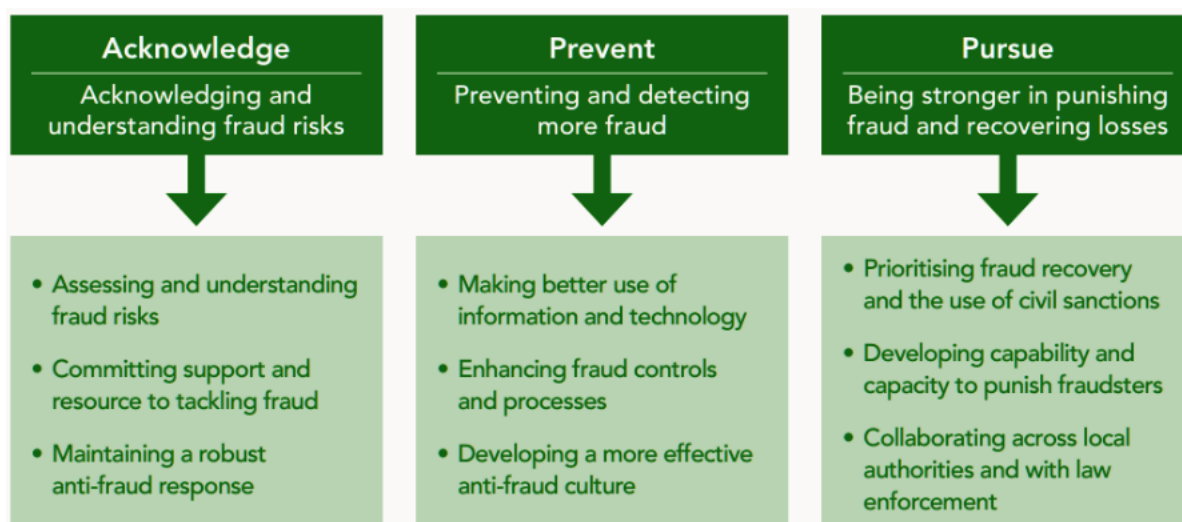 Acknowledge
Acknowledging and
understanding fraud risks
• Assessing and understanding
fraud risks
• Committing support and
resource to tackling fraud
• Maintaining a robust
anti-fraud response
Prevent
Preventing and detecting
more fraud
• Making better use of
information and technology
• Enhancing fraud controls
and processes
• Developing a more effective
anti-fraud culture
Pursue
Being stronger in punishing
fraud and recovering losses
• Prioritising fraud recovery
and the use of civil sanctions
• Developing capability and
capacity to punish fraudsters
• Collaborating across local
authorities and with law
enforcement